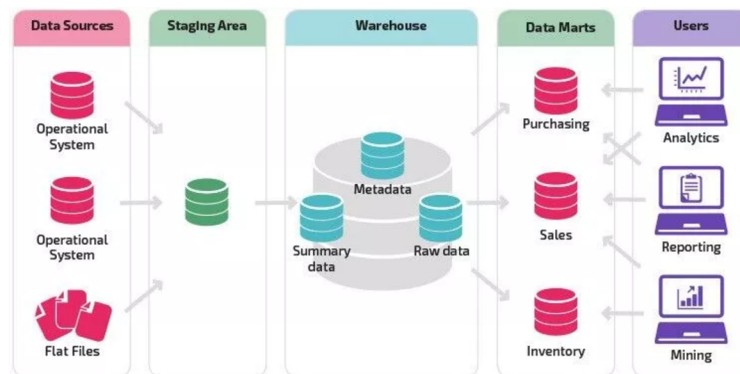 Data Sources
Staging Area
Warehouse
Data Marts
Users
Operational
System
Operational
System
Flat Files
Metadata
Summary
data
Raw data
Purchasing
Sales
Inventory
Analytics
Reporting
Mining